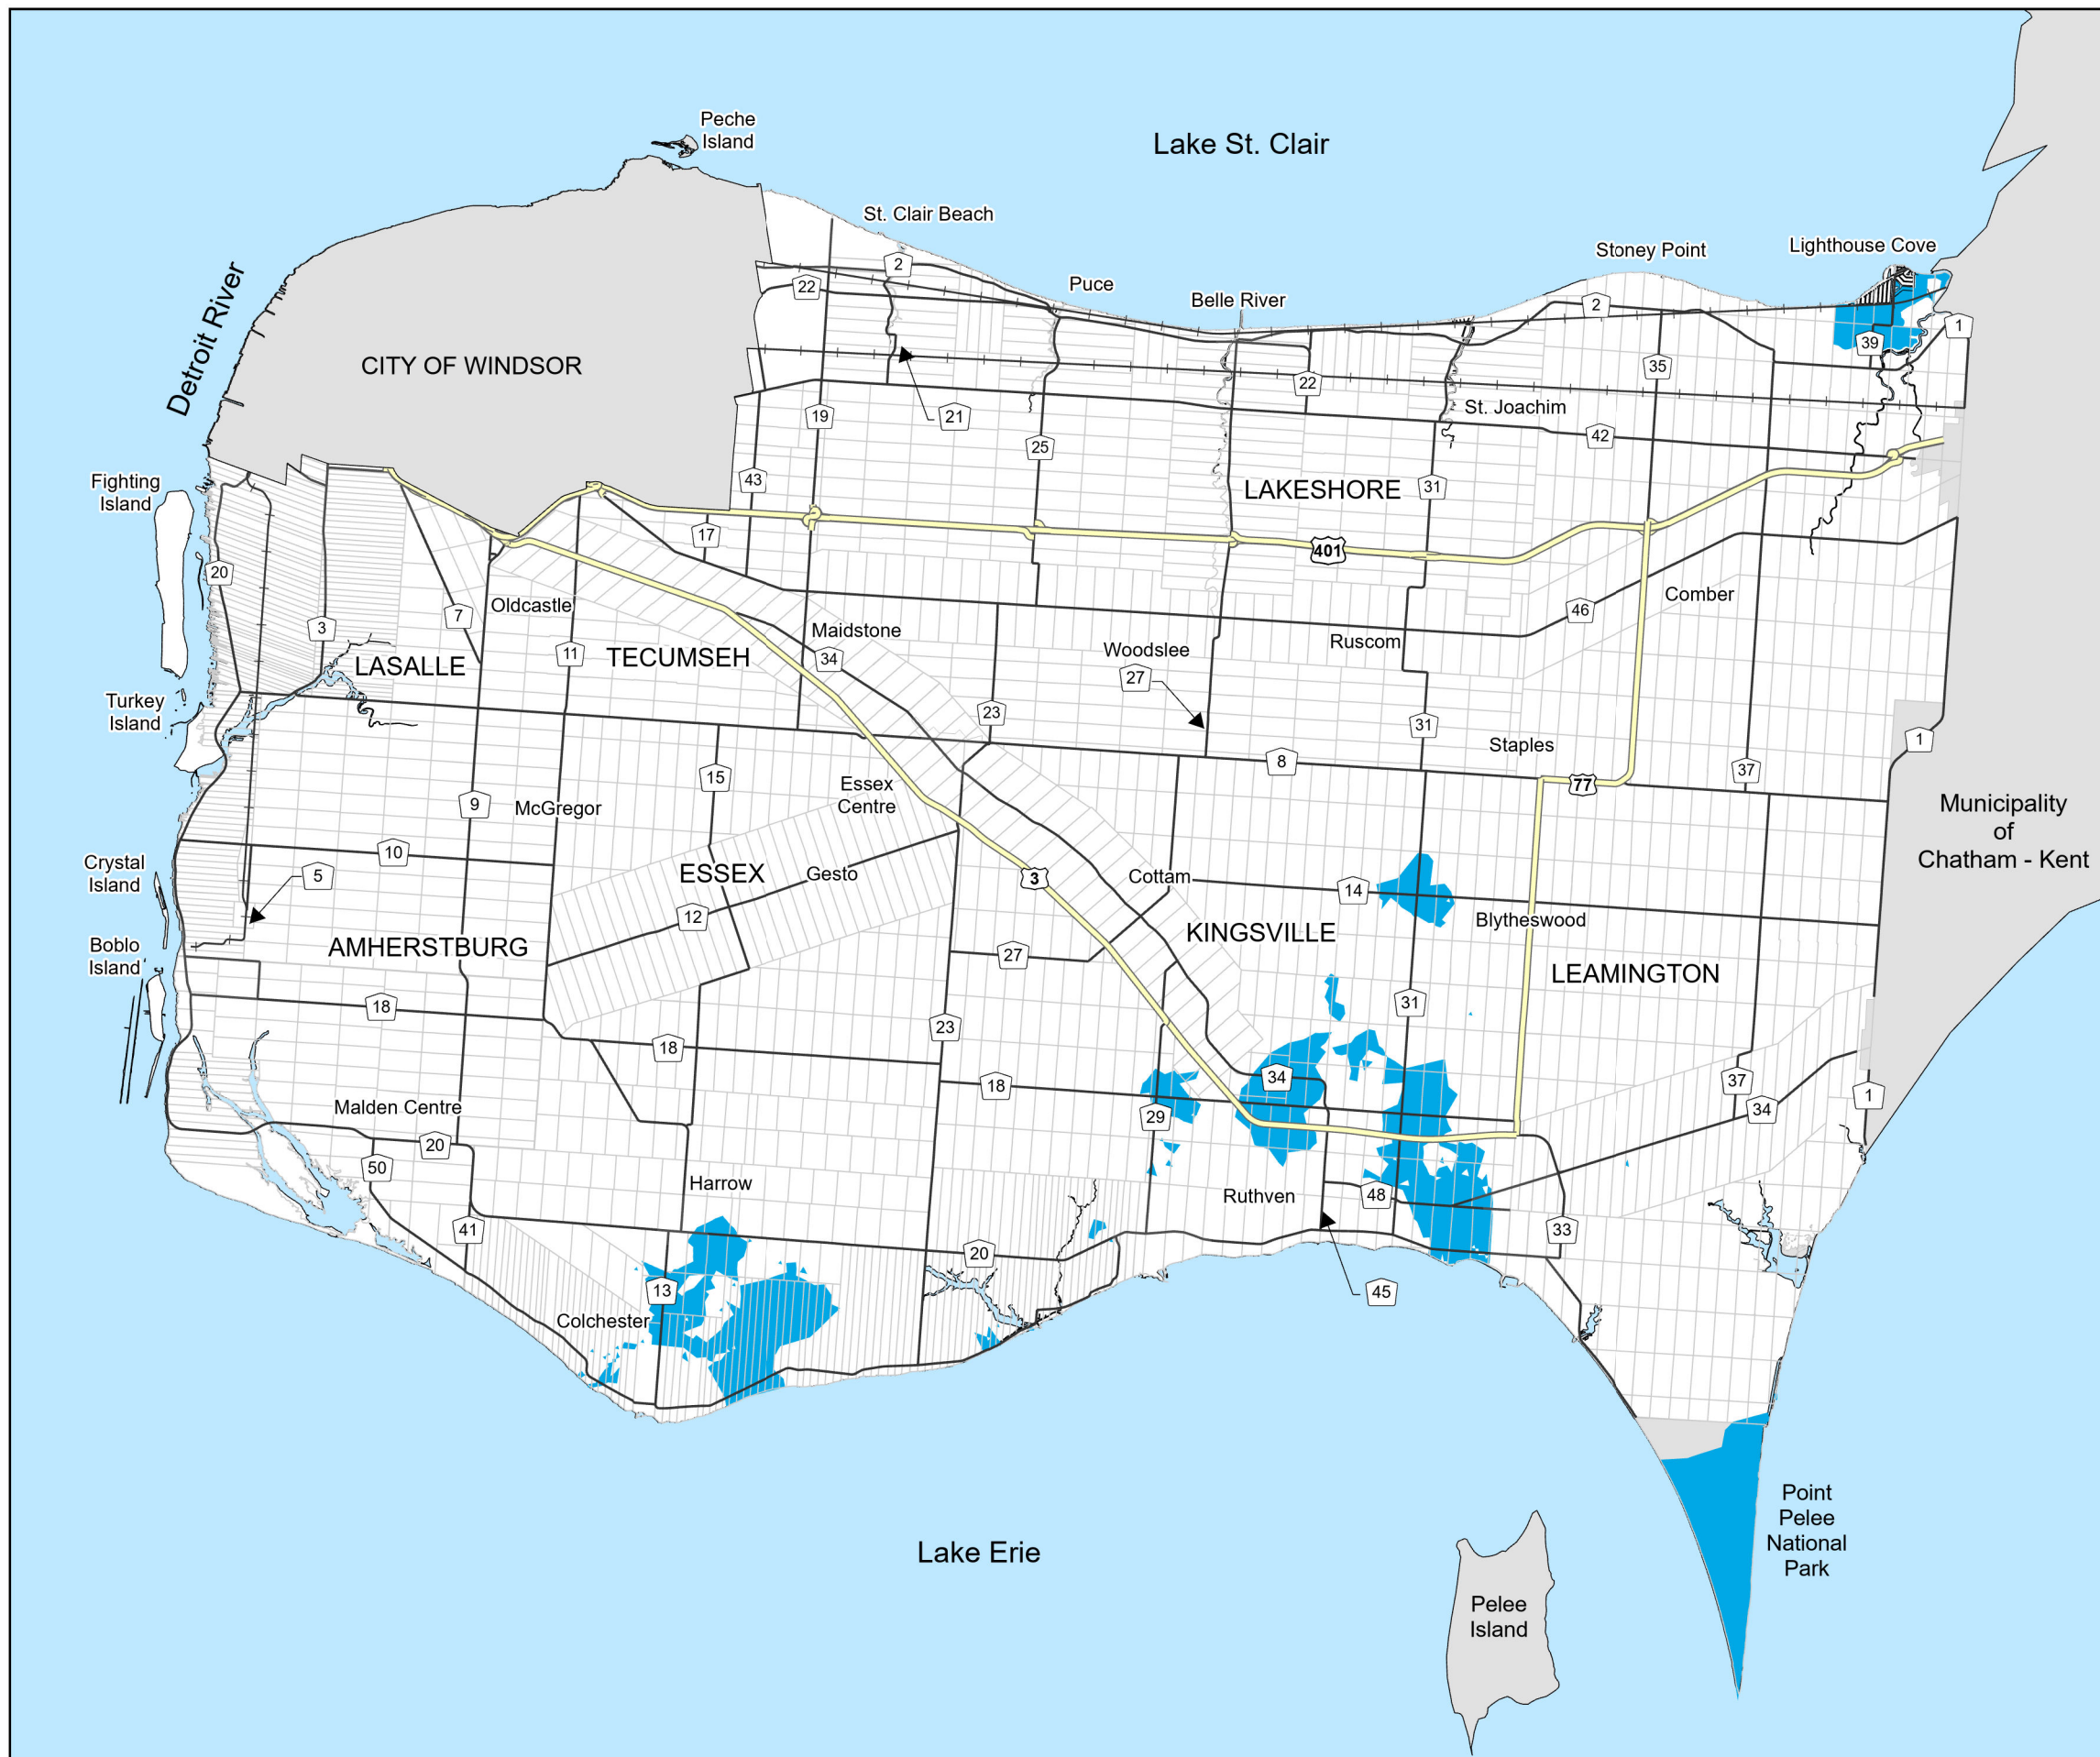 Peche
Island
Lake St. Clair
St. Clair Beach
Stoney Point
Lighthouse Cove
2
Puce
22
Belle River
2
1
Detroit River
39
CITY OF WINDSOR
35
22
St. Joachim
19
21
42
25
43
Fighting
Island
LAKESHORE
31
17
401
20
Oldcastle
Comber
7
46
3
Maidstone
11
TECUMSEH
34
Ruscom
LASALLE
Woodslee
27
Turkey
Island
23
31
Staples
1
8
15
37
77
Essex
Centre
9
McGregor
Municipality
of
Chatham - Kent
10
Crystal
Island
5
ESSEX
Gesto
3
Cottam
14
12
Blytheswood
AMHERSTBURG
KINGSVILLE
Boblo
Island
27
LEAMINGTON
18
31
23
18
34
37
18
1
Malden Centre
29
34
20
50
Harrow
Ruthven
48
41
33
20
13
45
Colchester
Point
Pelee
National
Park
Lake Erie
Pelee
Island